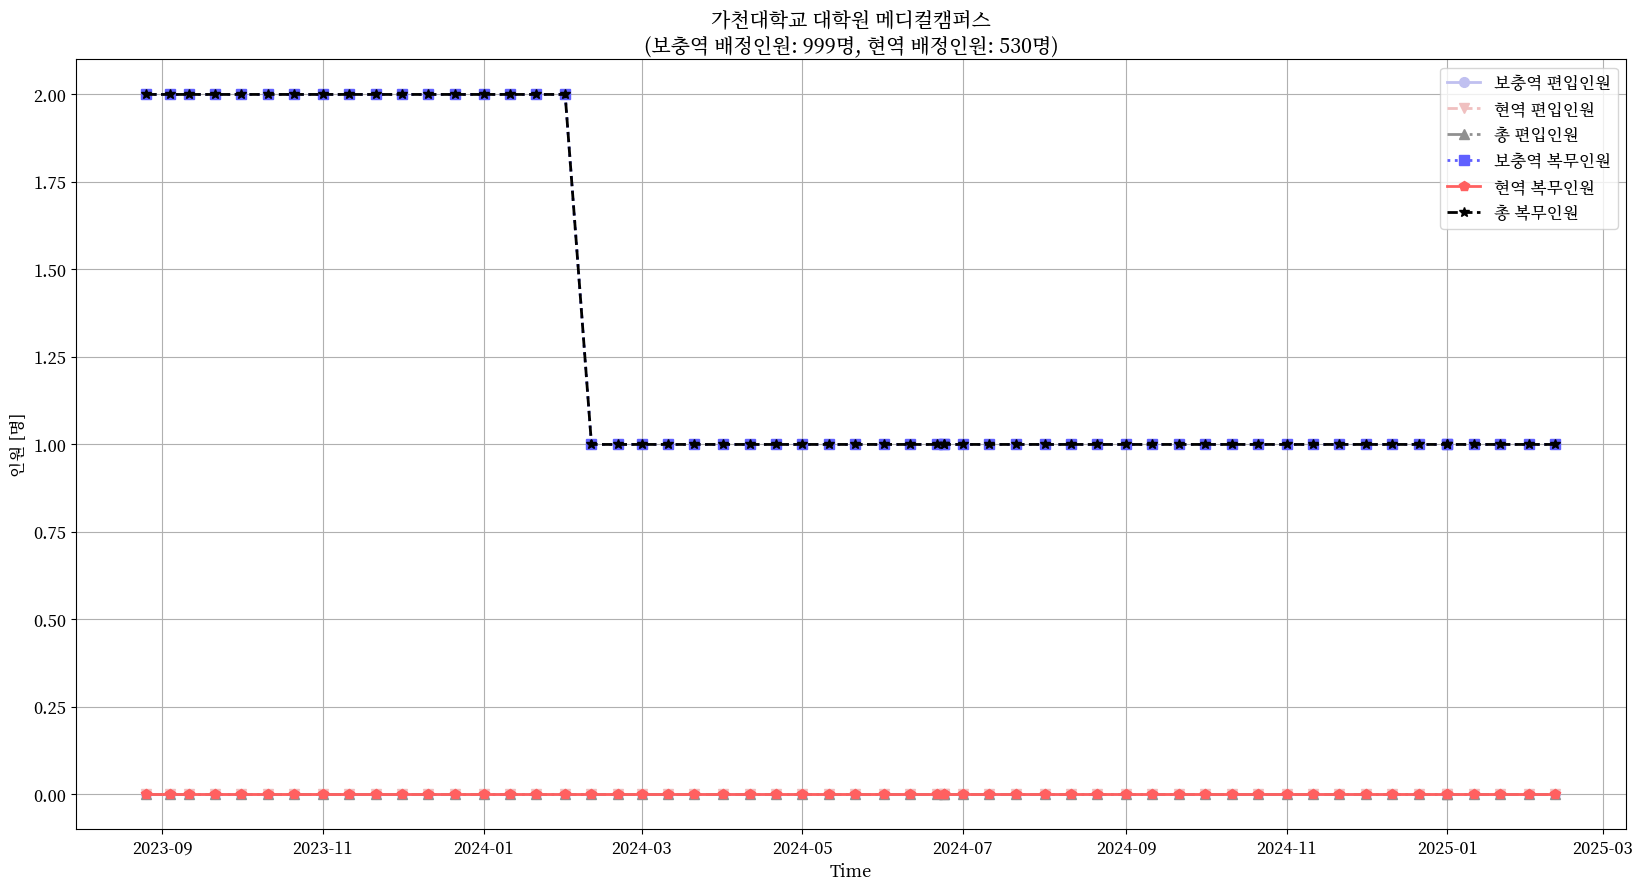 가천대학교 대학원 메디컬캠퍼스
(보충역 배정인원: 999명, 현역 배정인원: 530명)
보충역 편입인원
현역 편입인원
총 편입인원
보충역 복무인원
현역 복무인원
총 복무인원
인원 [명]
2.00
1.75
1.50
1.25
1.00
0.75
0.50
0.25
0.00
2023-09 2023-11 2024-01 2024-03 2024-05 2024-07 2024-09 2024-11 2025-01 2025-03
Time